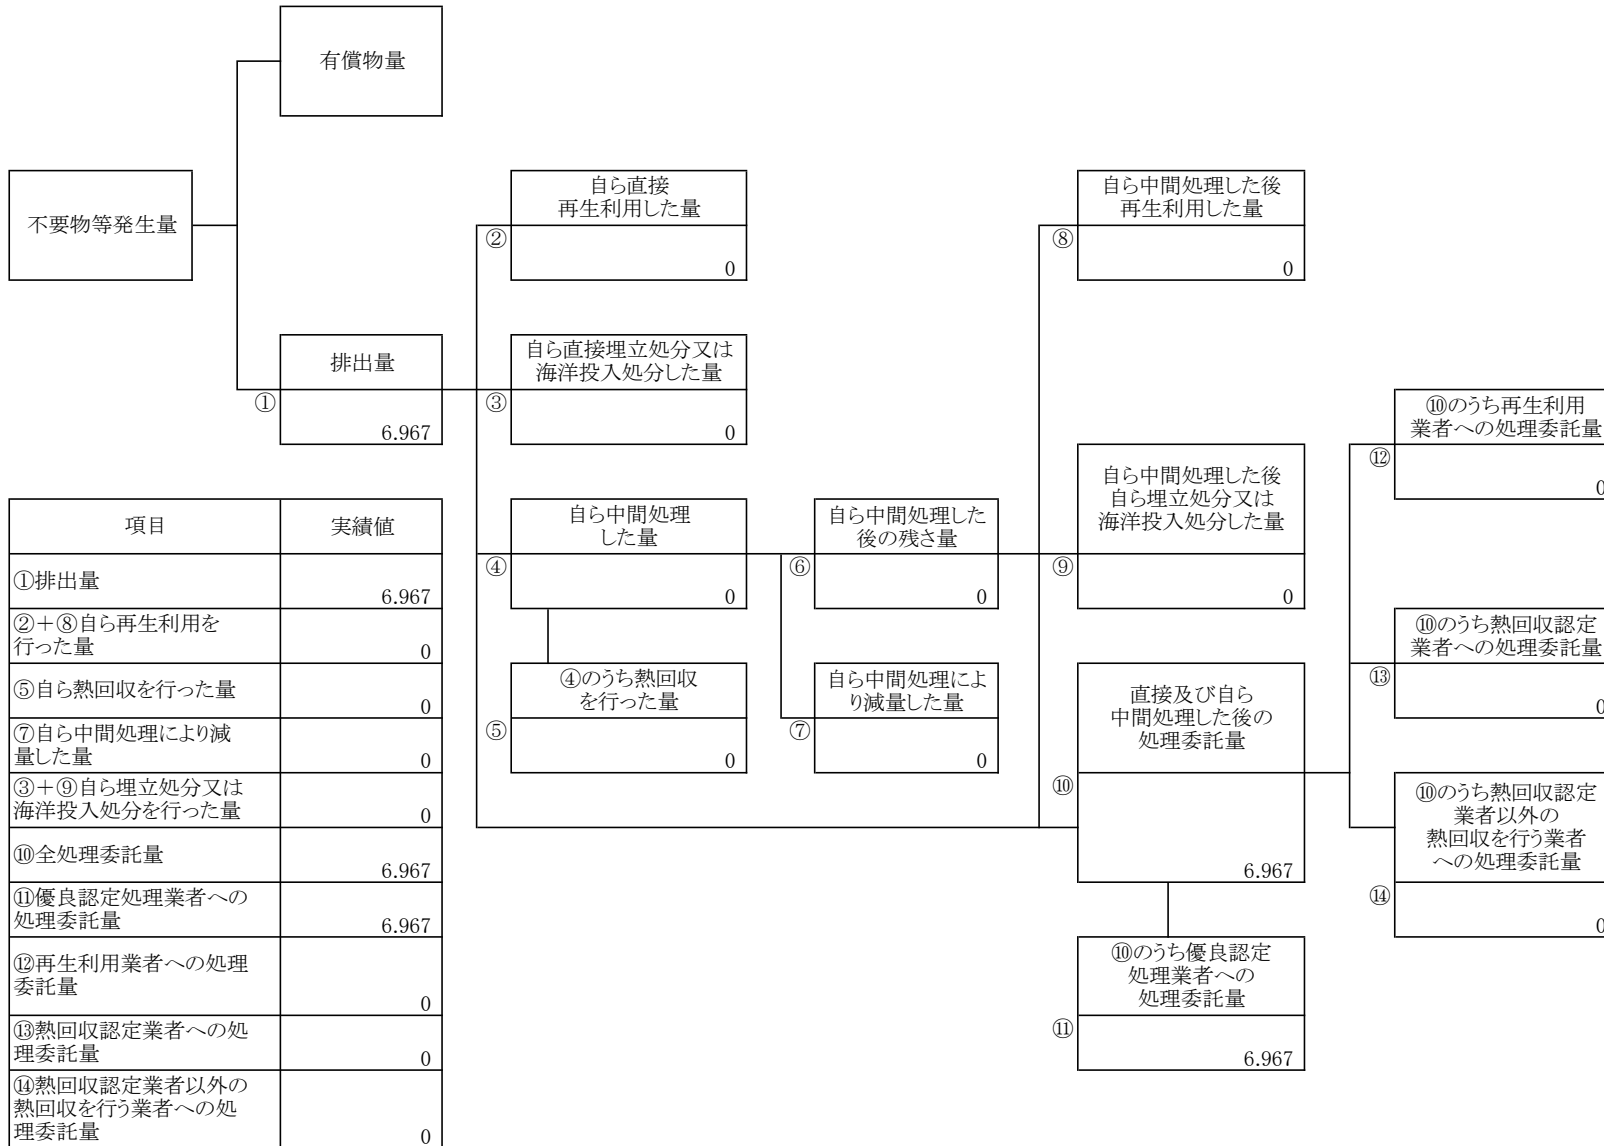 有償物量
不要物等発生量
自ら直接
再生利用した量
②
0
自ら中間処理した後
再生利用した量
⑧
0
排出量
①
6.967
自ら直接埋立処分又は
海洋投入処分した量
③
0
⑩のうち再生利用
業者への処理委託量
⑫
0
自ら中間処理
した量
④
0
自ら中間処理した
後の残さ量
⑥
0
自ら中間処理した後
自ら埋立処分又は
海洋投入処分した量
⑨
0
④のうち熱回収
を行った量
⑤
0
自ら中間処理によ
り減量した量
⑦
0
直接及び自ら
中間処理した後の
処理委託量
⑩
6.967
⑩のうち熱回収認定
業者への処理委託量
⑬
0
⑩のうち熱回収認定
業者以外の
熱回収を行う業者
への処理委託量
⑭
0
⑩のうち優良認定
処理業者への
処理委託量
⑪
6.967
項目 実績値
①排出量
6.967
②+⑧自ら再生利用を
行った量
0
⑤自ら熱回収を行った量
0
⑦自ら中間処理により減
量した量
0
③+⑨自ら埋立処分又は
海洋投入処分を行った量
0
⑩全処理委託量
6.967
⑪優良認定処理業者への
処理委託量
6.967
⑫再生利用業者への処理
委託量
0
⑬熱回収認定業者への処
理委託量
0
⑭熱回収認定業者以外の
熱回収を行う業者への処
理委託量
0